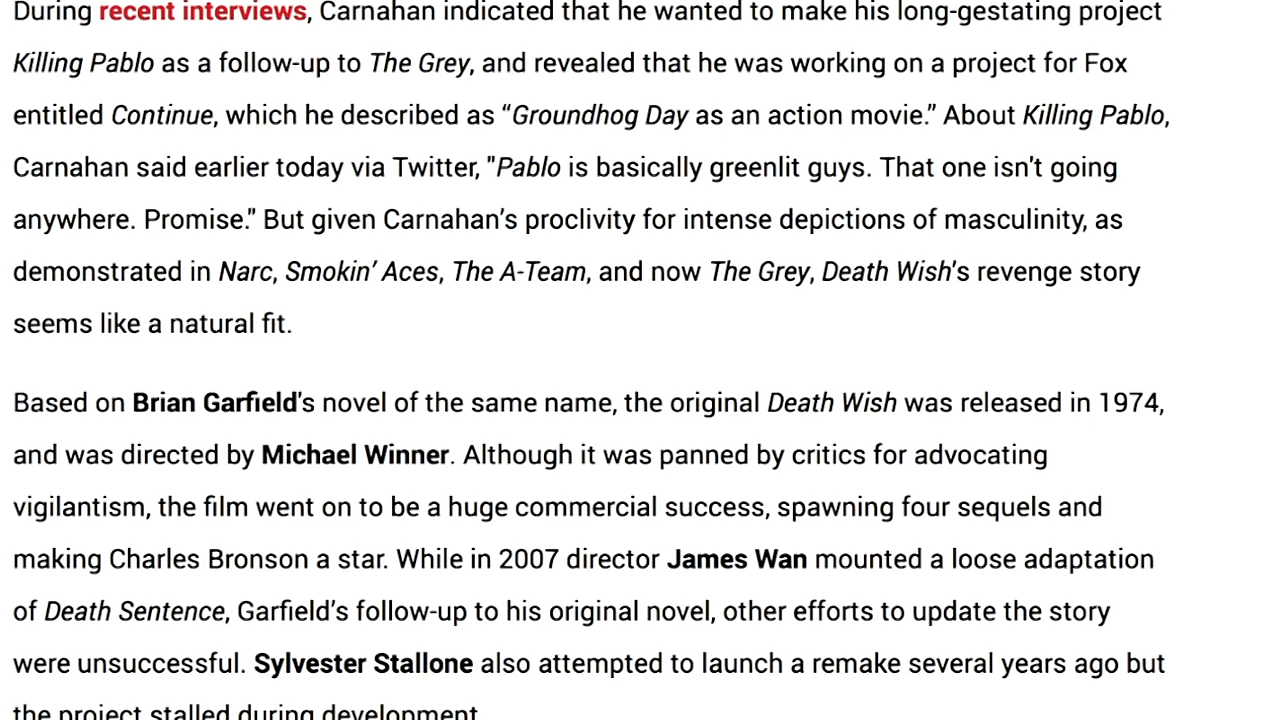 During recent interviews, Carnahan indicated that he wanted to make his long-gestating project
Killing Pablo as a follow-up to The Grey, and revealed that he was working on a project for Fox
entitled Continue, which he described as “Groundhog Day as an action movie.” About Killing Pablo,
Carnahan said earlier today via Twitter, "Pablo is basically greenlit guys. That one isn't going
anywhere. Promise." But given Carnahan’s proclivity for intense depictions of masculinity, as
demonstrated in Narc, Smokin’ Aces, The A-Team, and now The Grey, Death Wish’s revenge story
seems like a natural fit.
Based on Brian Garfield’s novel of the same name, the original Death Wish was released in 1974,
and was directed by Michael Winner. Although it was panned by critics for advocating
vigilantism, the film went on to be a huge commercial success, spawning four sequels and
making Charles Bronson a star. While in 2007 director James Wan mounted a loose adaptation
of Death Sentence, Garfield’s follow-up to his original novel, other efforts to update the story
were unsuccessful. Sylvester Stallone also attempted to launch a remake several years ago but
the project stalled during development.